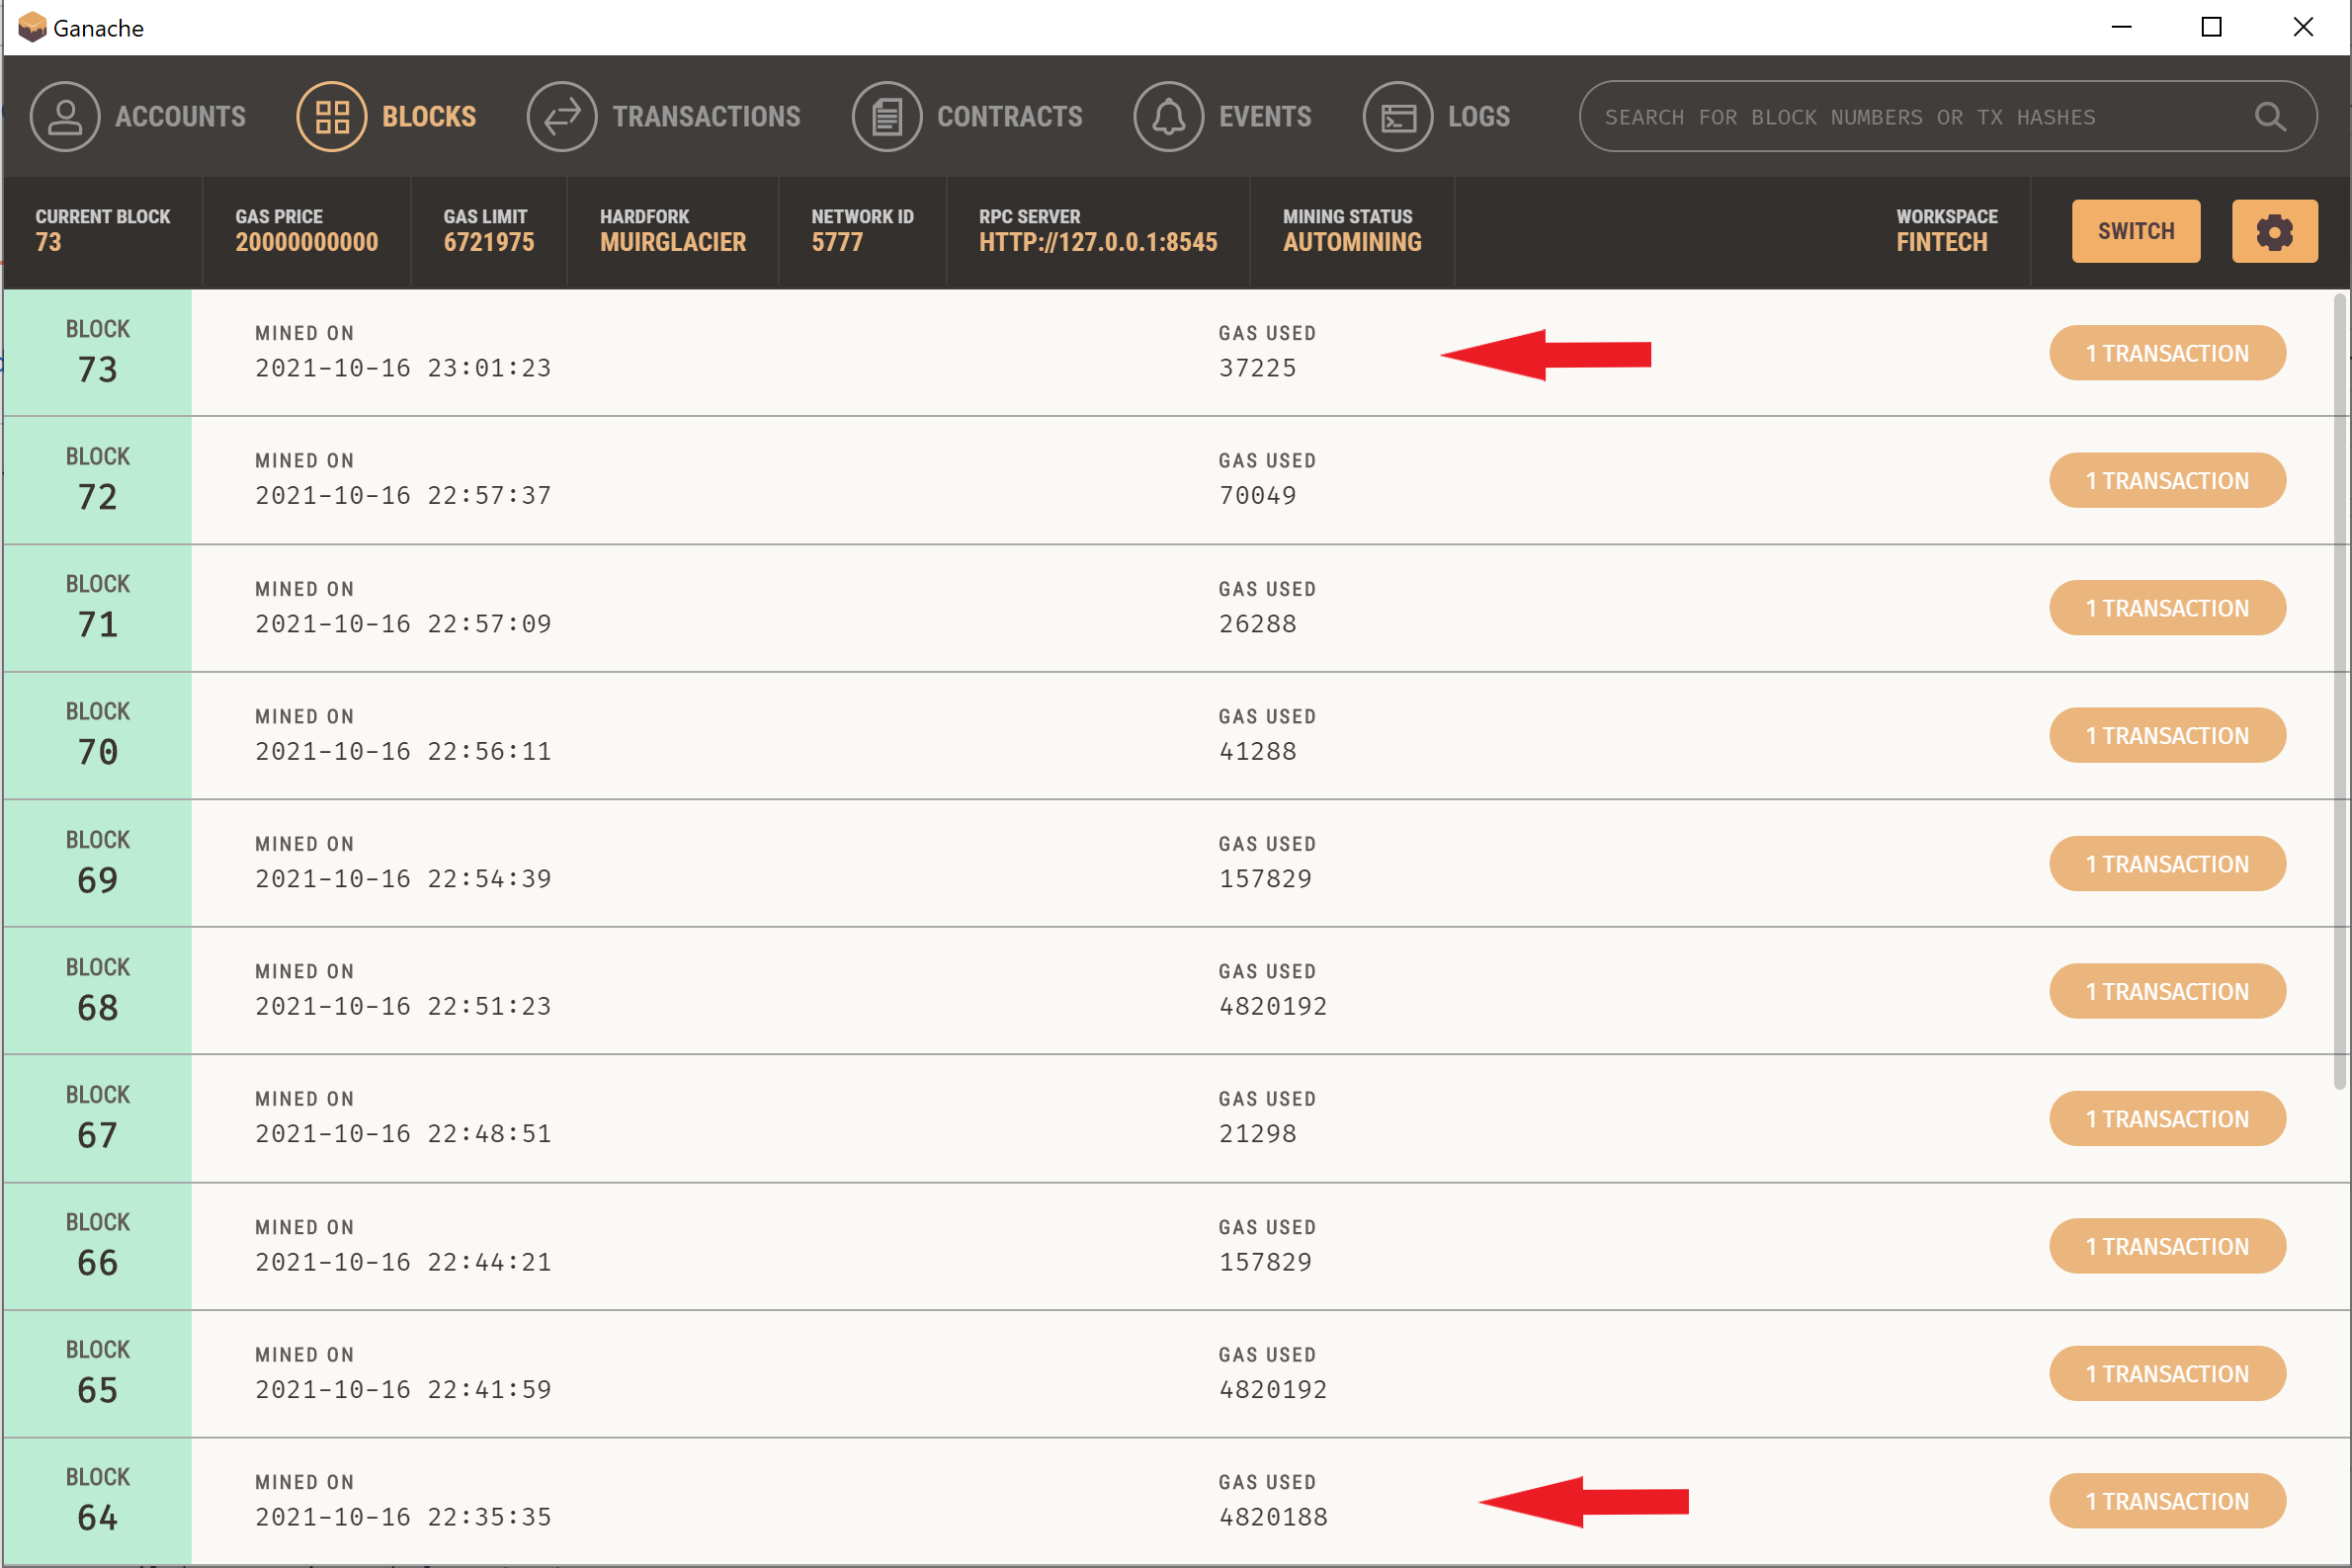 Ganache
ACCOUNTS BLOCKS TRANSACTIONS CONTRACTS EVENTS LOGS SEARCH FOR BLOCK NUMBERS OR TX HASHES
CURRENT BLOCK GAS PRICE GAS LIMIT HARDFORK NETWORK ID RPC SERVER MINING STATUS WORKSPACE
73 20000000000 6721975 MUIRGLACIER 5777 HTTP://127.0.0.1:8545 AUTOMINING FINTECH SWITCH
BLOCK MINED ON GAS USED
73 2021-10-16 23:01:23 37225 1 TRANSACTION
BLOCK MINED ON GAS USED
72 2021-10-16 22:57:37 70049 1 TRANSACTION
BLOCK MINED ON GAS USED
71 2021-10-16 22:57:09 26288 1 TRANSACTION
BLOCK MINED ON GAS USED
70 2021-10-16 22:56:11 41288 1 TRANSACTION
BLOCK MINED ON GAS USED
69 2021-10-16 22:54:39 157829 1 TRANSACTION
BLOCK MINED ON GAS USED
68 2021-10-16 22:51:23 4820192 1 TRANSACTION
BLOCK MINED ON GAS USED
67 2021-10-16 22:48:51 21298 1 TRANSACTION
BLOCK MINED ON GAS USED
66 2021-10-16 22:44:21 157829 1 TRANSACTION
BLOCK MINED ON GAS USED
65 2021-10-16 22:41:59 4820192 1 TRANSACTION
BLOCK MINED ON GAS USED
64 2021-10-16 22:35:35 4820188 1 TRANSACTION